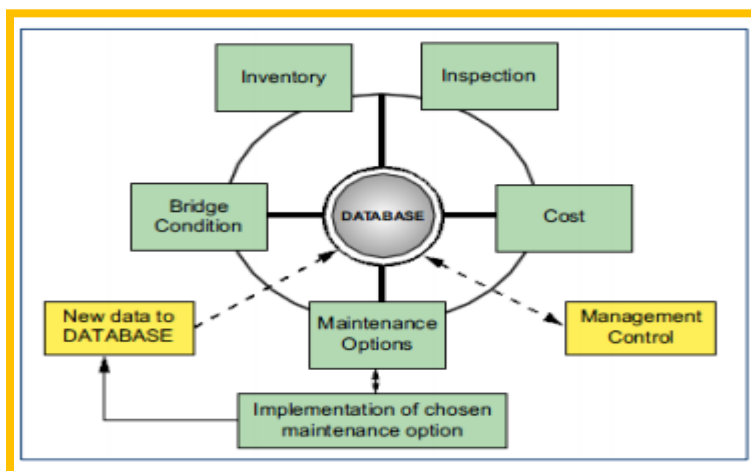 Inventory
Inspection
Bridge
Condition
DATABASE
Cost
New data to
DATABASE
Maintenance
Options
Management
Control
Implementation of chosen
maintenance option